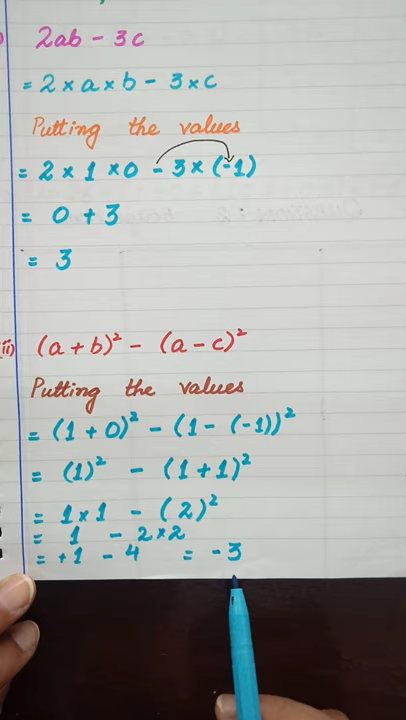 2ab - 3c
= 2 × a × b - 3 × c
Putting the values
= 2 × 1 × 0 - 3 × (-1)
= 0 + 3
= 3
(ii) (a + b)² - (a - c)²
Putting the values
= (1 + 0)² - (1 - (-1))²
= (1)² - (1 + 1)²
= 1 × 1 - (2)²
= 1 - 2 × 2
= +1 - 4 = -3